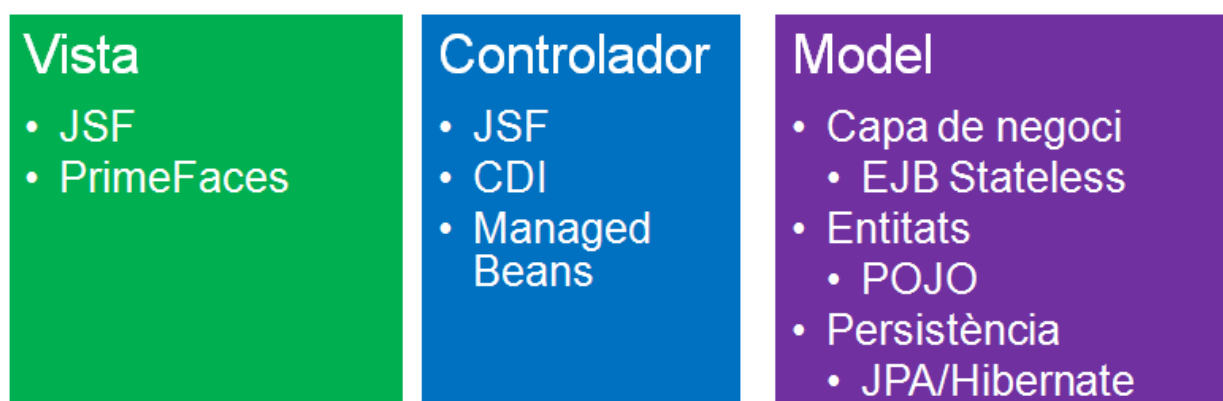 Vista
• JSF
• PrimeFaces
Controlador
• JSF
• CDI
• Managed
Beans
Model
• Capa de negoci
• EJB Stateless
• Entitats
• POJO
• Persistència
• JPA/Hibernate